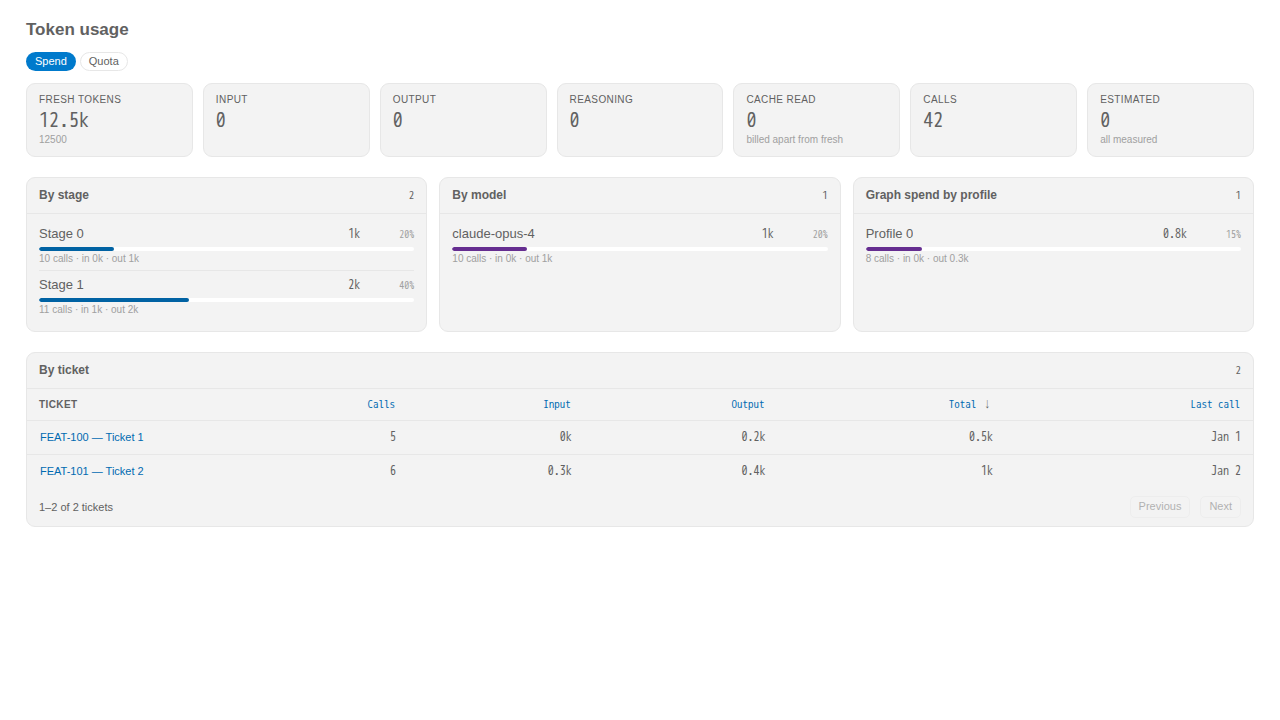 Token usage
Spend Quota
FRESH TOKENS INPUT OUTPUT REASONING CACHE READ CALLS ESTIMATED
12.5k 0 0 0 0 42 0
12500 billed apart from fresh all measured
By stage 2 By model 1 Graph spend by profile 1
Stage 0 1k 20% claude-opus-4 1k 20% Profile 0 0.8k 15%
10 calls · in 0k · out 1k 10 calls · in 0k · out 1k 8 calls · in 0k · out 0.3k
Stage 1 2k 40%
11 calls · in 1k · out 2k
By ticket 2
TICKET Calls Input Output Total ↓ Last call
FEAT-100 — Ticket 1 5 0k 0.2k 0.5k Jan 1
FEAT-101 — Ticket 2 6 0.3k 0.4k 1k Jan 2
1–2 of 2 tickets Previous Next